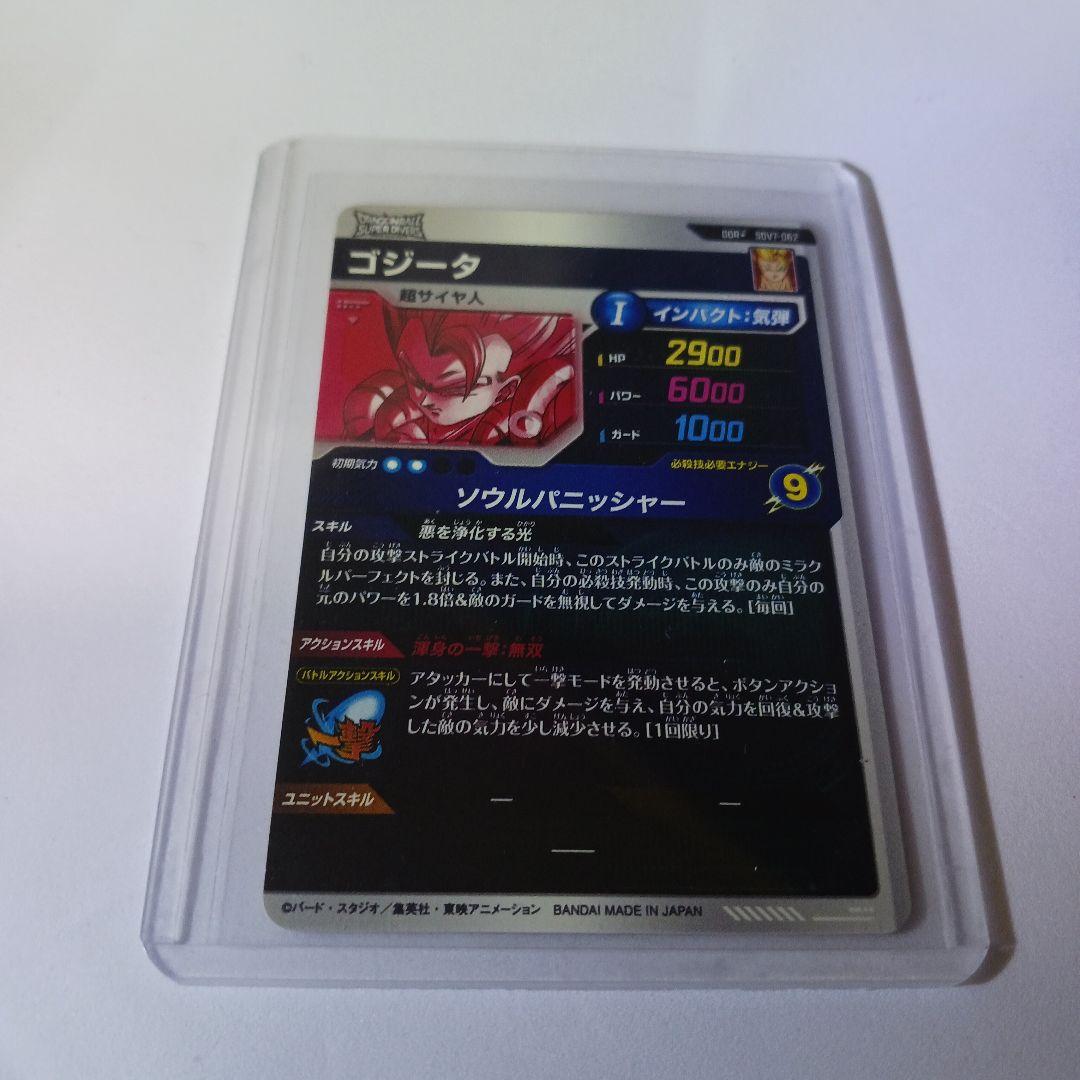 DRAGONBALL
SUPER DIVERS
SDV7-062
ゴジータ
超サイヤ人
I インパクト:気弾
HP 2900
パワー 6000
ガード 1000
初期気力
必殺技必要エナジー
9
ソウルパニッシャー
スキル
悪を浄化する光
自分の攻撃ストライクバトル開始時、このストライクバトルのみ敵のミラク
ルパーフェクトを封じる。また、自分の必殺技発動時、この攻撃のみ自分の
元のパワーを1.8倍&敵のガードを無視してダメージを与える。[毎回]
アクションスキル
渾身の一撃:無双
バトルアクションスキル
一撃
アタッカーにして一撃モードを発動させると、ボタンアクショ
ンが発生し、敵にダメージを与え、自分の気力を回復&攻撃
した敵の気力を少し減少させる。[1回限り]
ユニットスキル
— —
—
©バード・スタジオ/集英社・東映アニメーション BANDAI MADE IN JAPAN